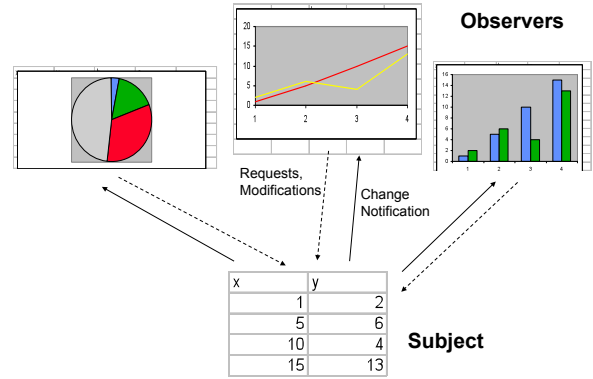 Observers
20
15
10
5
0
1 2 3 4
16
14
12
10
8
6
4
2
0
1 2 3 4
Requests,
Modifications
Change
Notification
x y
1 2
5 6
10 4
15 13
Subject